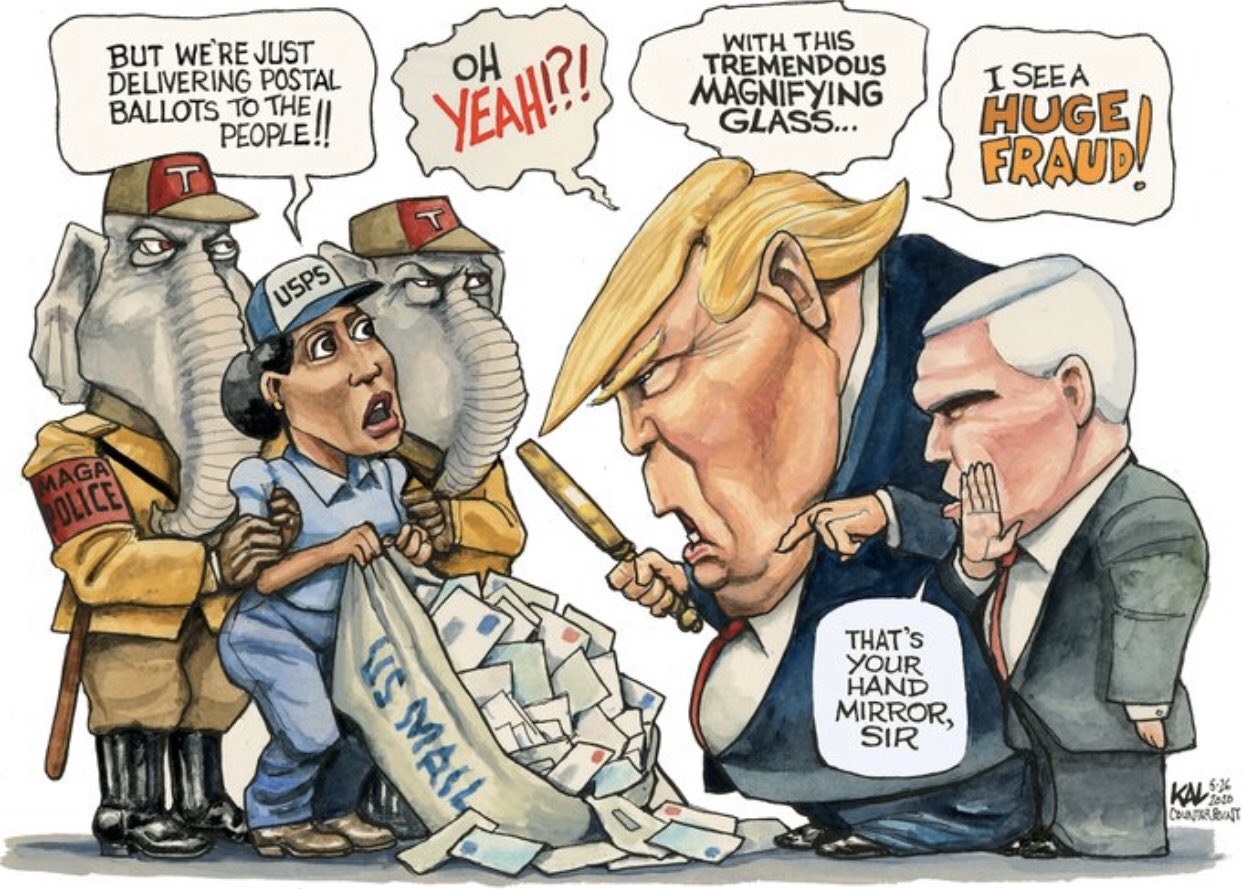 BUT WE'RE JUST
DELIVERING POSTAL
BALLOTS TO THE
PEOPLE!!
OH
YEAH!?!
WITH THIS
TREMENDOUS
MAGNIFYING
GLASS...
I SEE A
HUGE
FRAUD!
T
T
USPS
MAGA
POLICE
US MAIL
THAT'S
YOUR
HAND
MIRROR,
SIR
KAL 5-26
2020
COUNTERPOINT